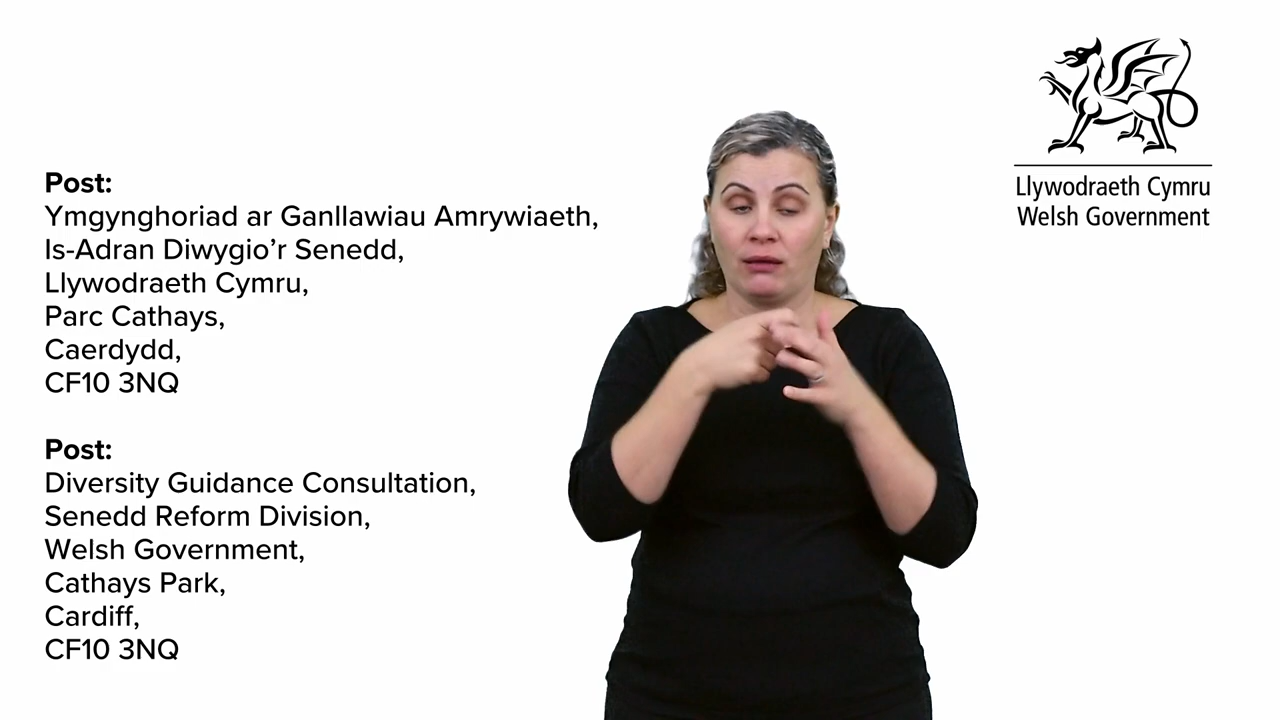 Post:
Ymgynghoriad ar Ganllawiau Amrywiaeth,
Is-Adran Diwygio’r Senedd,
Llywodraeth Cymru,
Parc Cathays,
Caerdydd,
CF10 3NQ
Post:
Diversity Guidance Consultation,
Senedd Reform Division,
Welsh Government,
Cathays Park,
Cardiff,
CF10 3NQ
Llywodraeth Cymru
Welsh Government